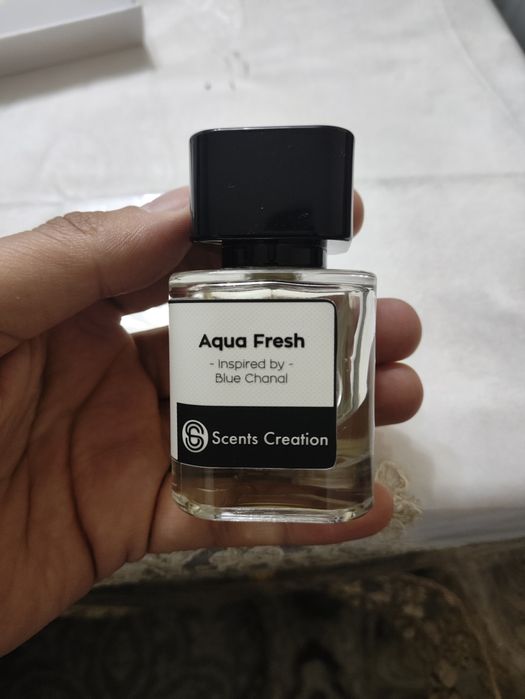 Aqua Fresh
- Inspired by -
Blue Chanal
Scents Creation